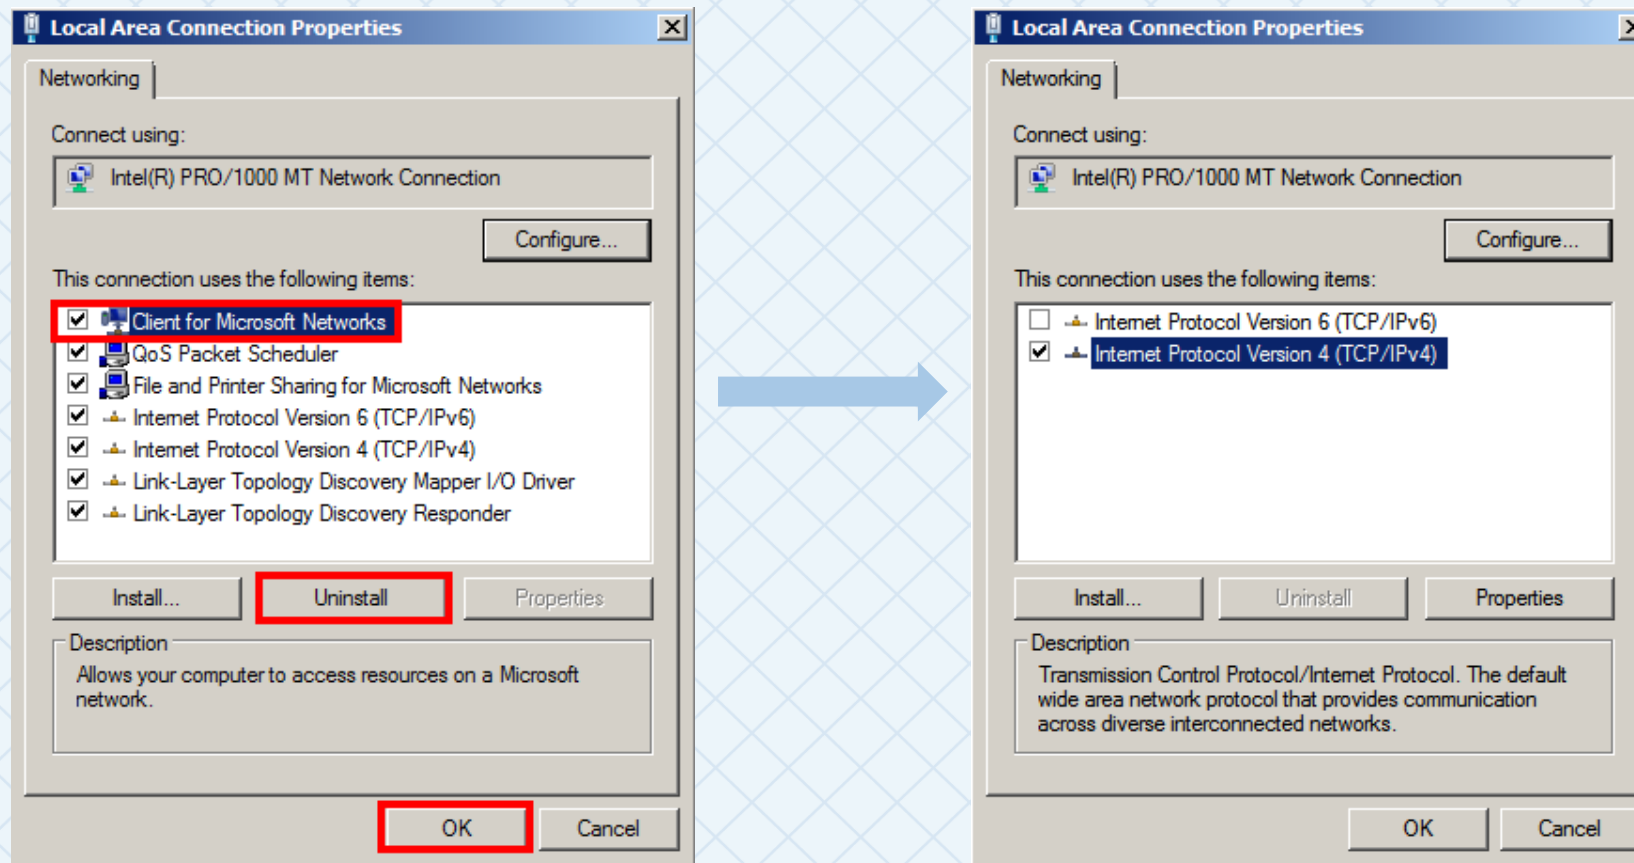 Local Area Connection Properties
Networking
Connect using:
Intel(R) PRO/1000 MT Network Connection
Configure...
This connection uses the following items:
Client for Microsoft Networks
QoS Packet Scheduler
File and Printer Sharing for Microsoft Networks
Internet Protocol Version 6 (TCP/IPv6)
Internet Protocol Version 4 (TCP/IPv4)
Link-Layer Topology Discovery Mapper I/O Driver
Link-Layer Topology Discovery Responder
Install... Uninstall Properties
Description
Allows your computer to access resources on a Microsoft
network.
OK Cancel
Local Area Connection Properties
Networking
Connect using:
Intel(R) PRO/1000 MT Network Connection
Configure...
This connection uses the following items:
Internet Protocol Version 6 (TCP/IPv6)
Internet Protocol Version 4 (TCP/IPv4)
Install... Uninstall Properties
Description
Transmission Control Protocol/Internet Protocol. The default
wide area network protocol that provides communication
across diverse interconnected networks.
OK Cancel